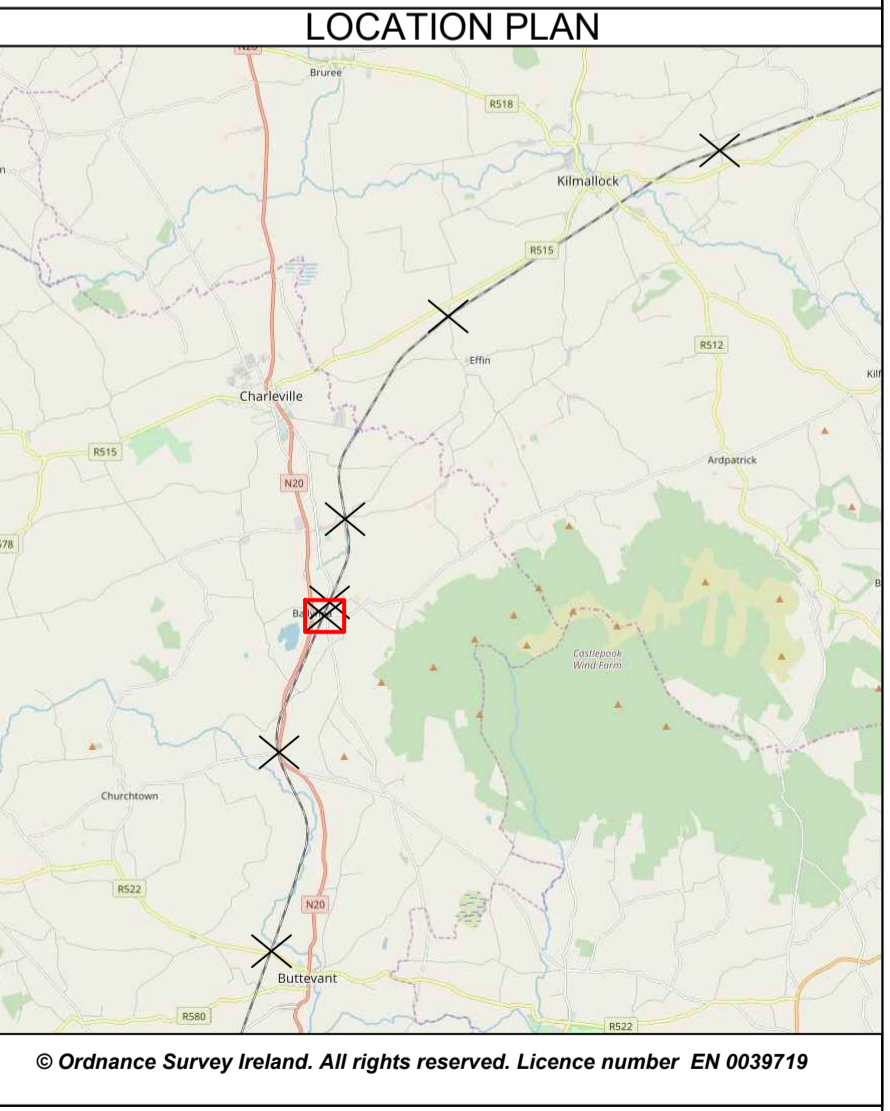 LOCATION PLAN
Bruree
R518
Kilmallock
R515
R512
Effin
Charleville
R515
Ardpatrick
N20
Castlepook
Wind Farm
Churchtown
R522
N20
Buttevant
R580
R522
© Ordnance Survey Ireland. All rights reserved. Licence number EN 0039719